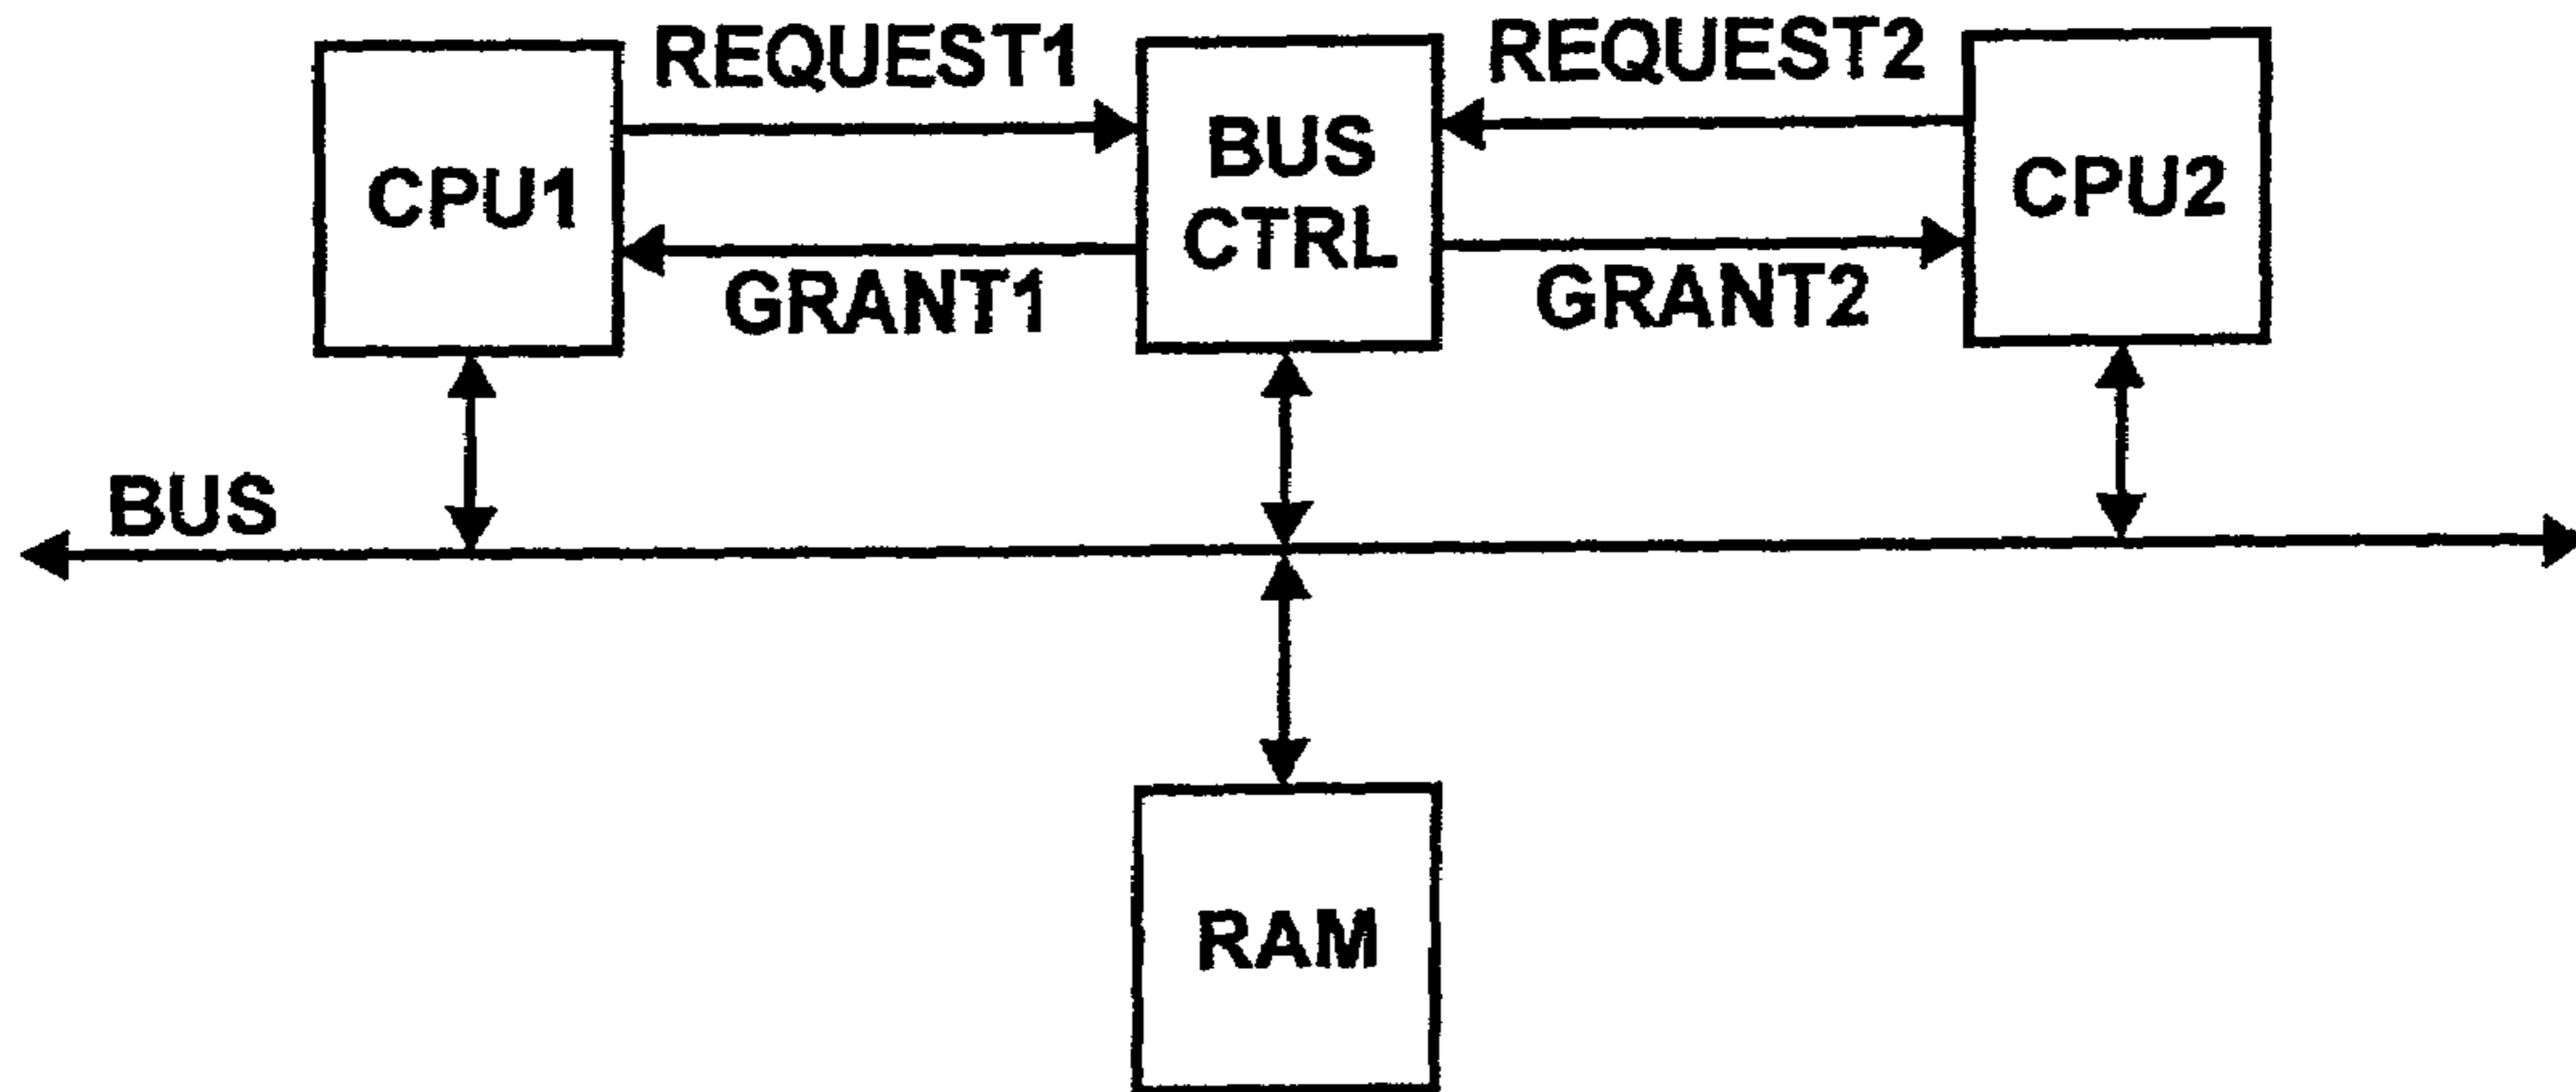 REQUEST1
REQUEST2
CPU1
BUS
CTRL
CPU2
GRANT1
GRANT2
BUS
RAM